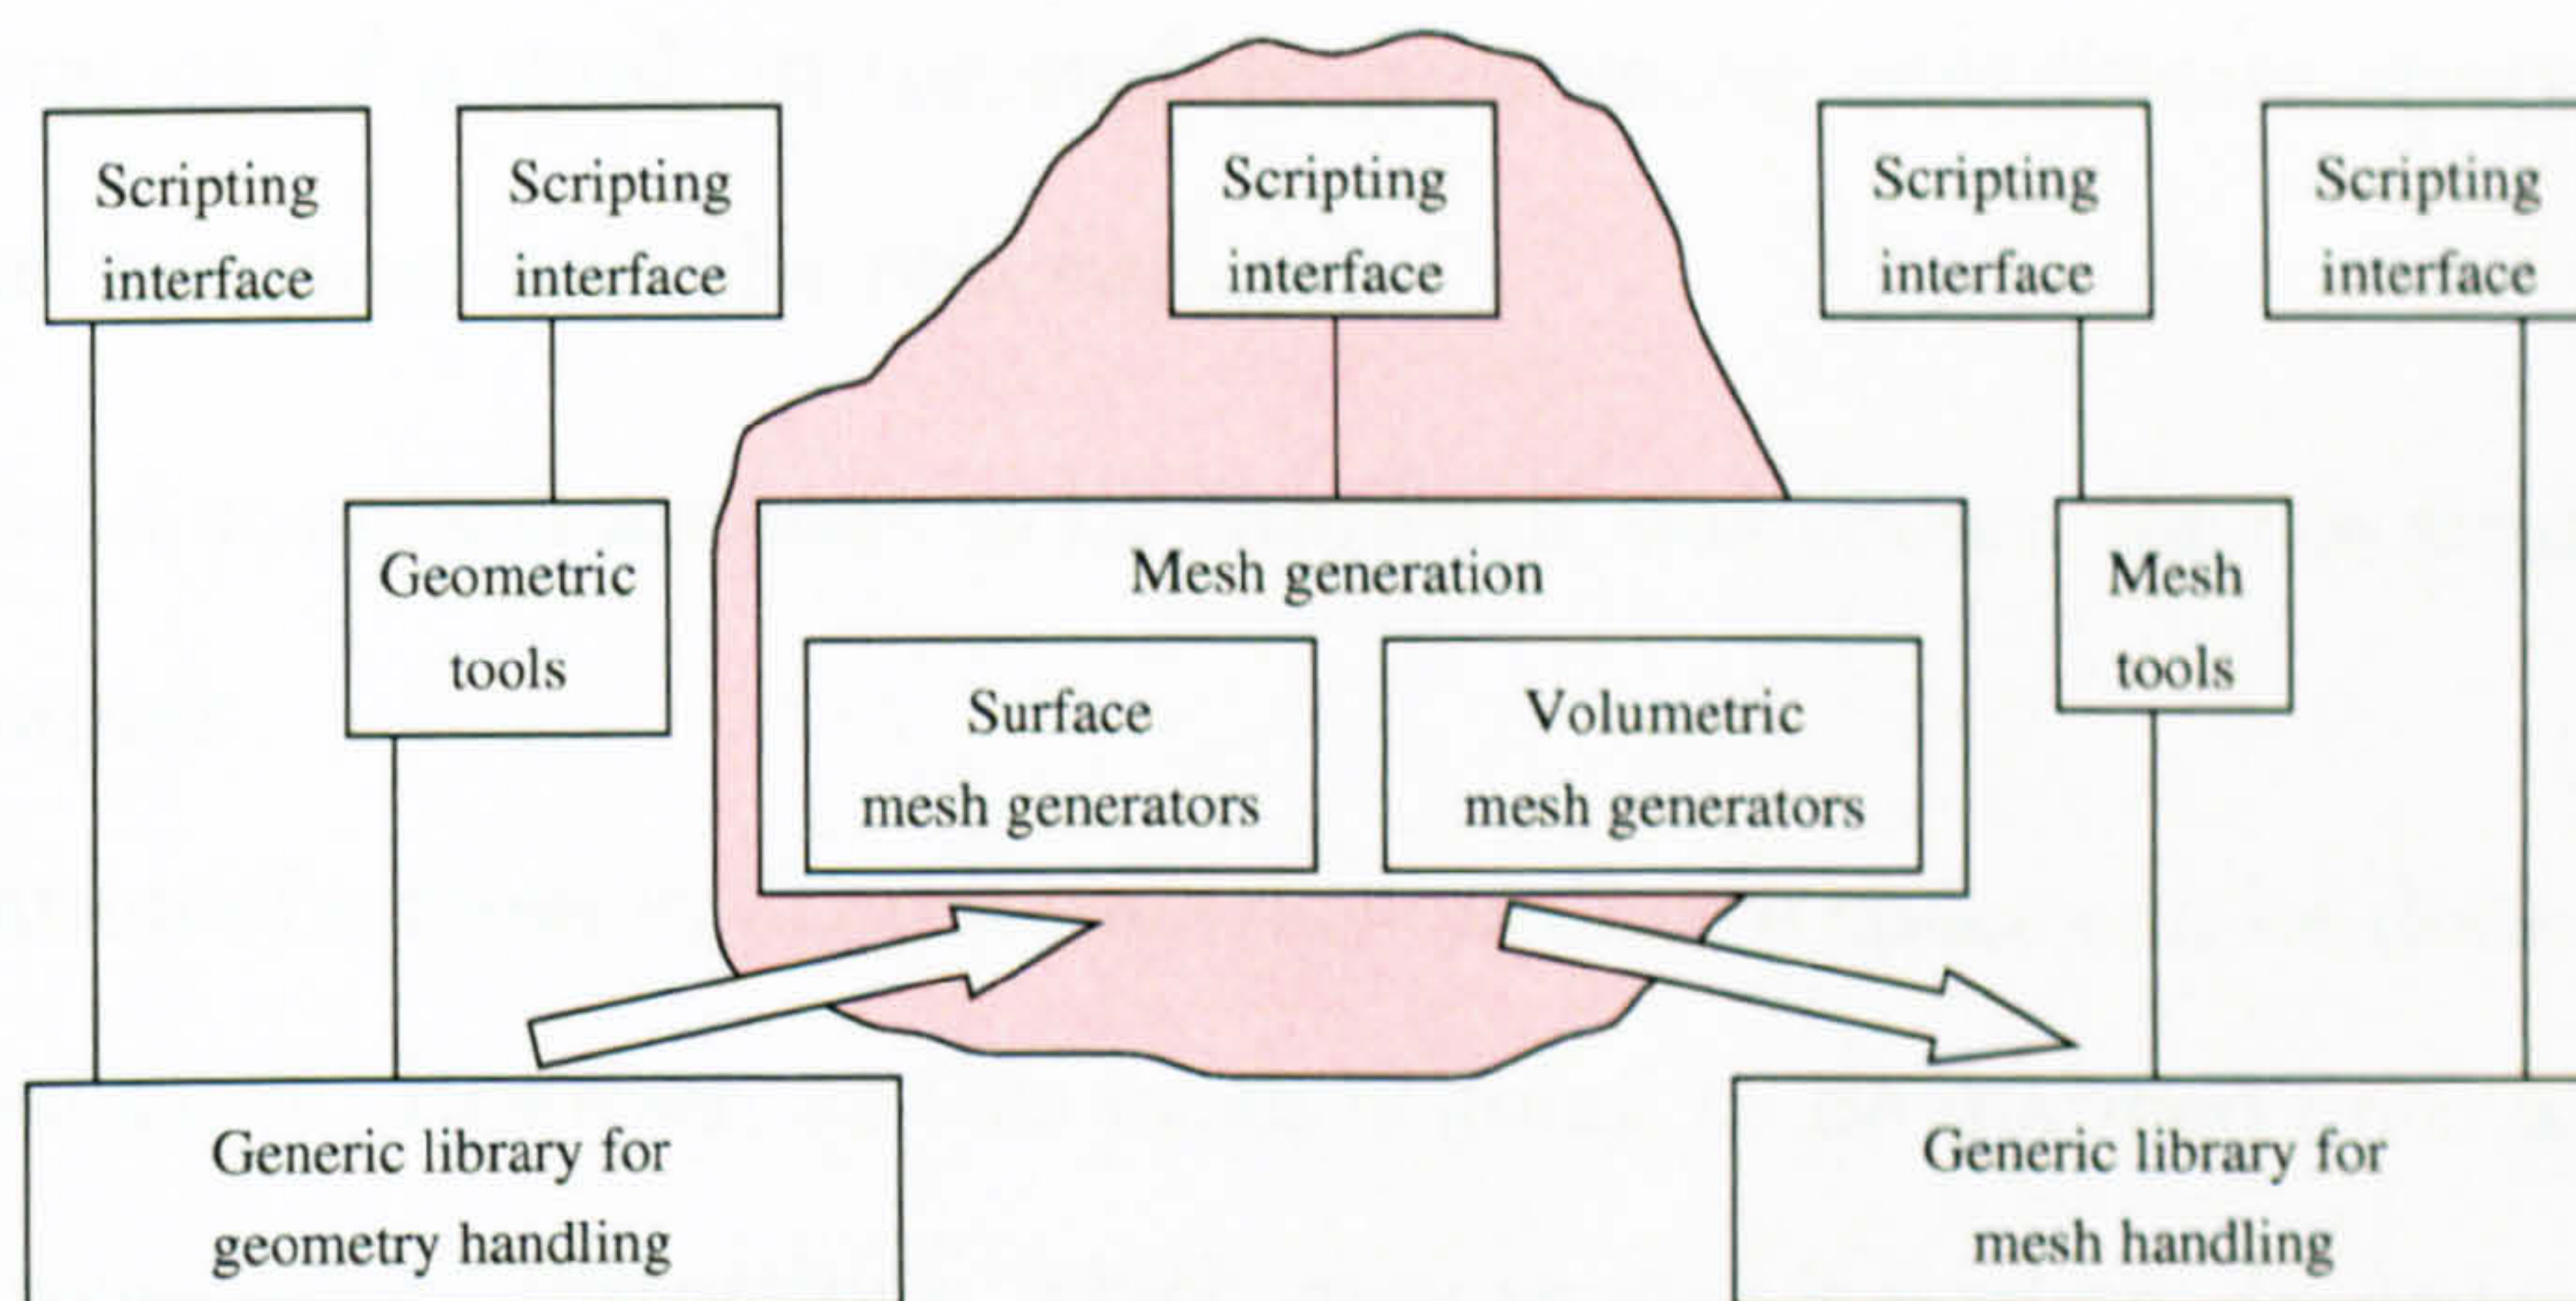 Scripting
interface
Scripting
interface
Scripting
interface
Scripting
interface
Scripting
interface
Geometric
tools
Mesh generation
Surface
mesh generators
Volumetric
mesh generators
Mesh
tools
Generic library for
geometry handling
Generic library for
mesh handling